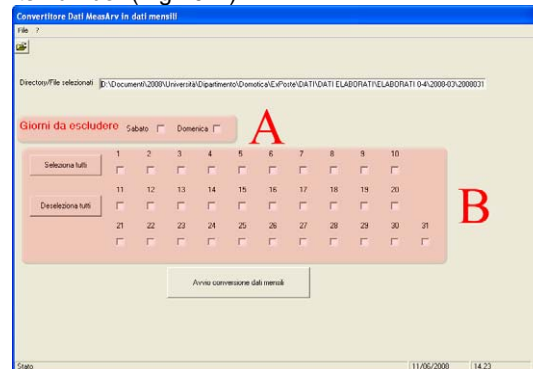 Convertitore Dati MeasArv in dati mensili
File ?
Directory/File selezionati D:\Documenti\2008\Università\Dipartimento\Domotica\ExPoste\DATI\DATI ELABORATI\ELABORATI 0-4\2008-03\2008031
Giorni da escludere Sabato Domenica A
Seleziona tutti 1 2 3 4 5 6 7 8 9 10
Deseleziona tutti 11 12 13 14 15 16 17 18 19 20
21 22 23 24 25 26 27 28 29 30 31
B
Avvio conversione dati mensili
Stato 11/06/2008 14.23